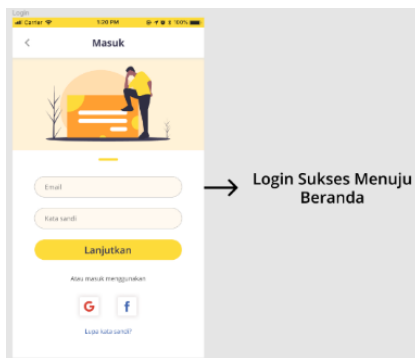 Login
Carrier
5:20 PM
100%
Masuk
Email
Kata sandi
Lanjutkan
Atau masuk menggunakan
G f
Lupa kata sandi?
Login Sukses Menuju
Beranda